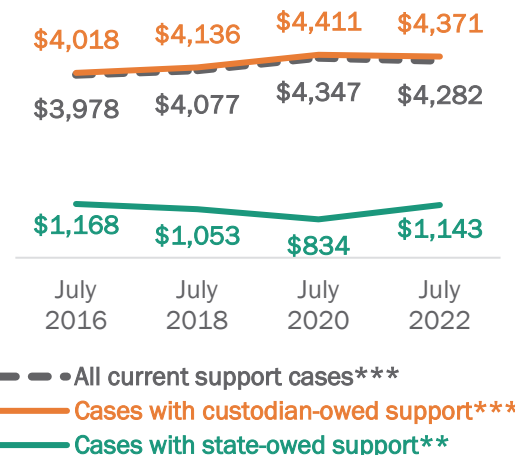 $4,018 $4,136 $4,411 $4,371
$3,978 $4,077 $4,347 $4,282
$1,168 $1,053 $834 $1,143
July July July July
2016 2018 2020 2022
All current support cases***
Cases with custodian-owed support***
Cases with state-owed support**